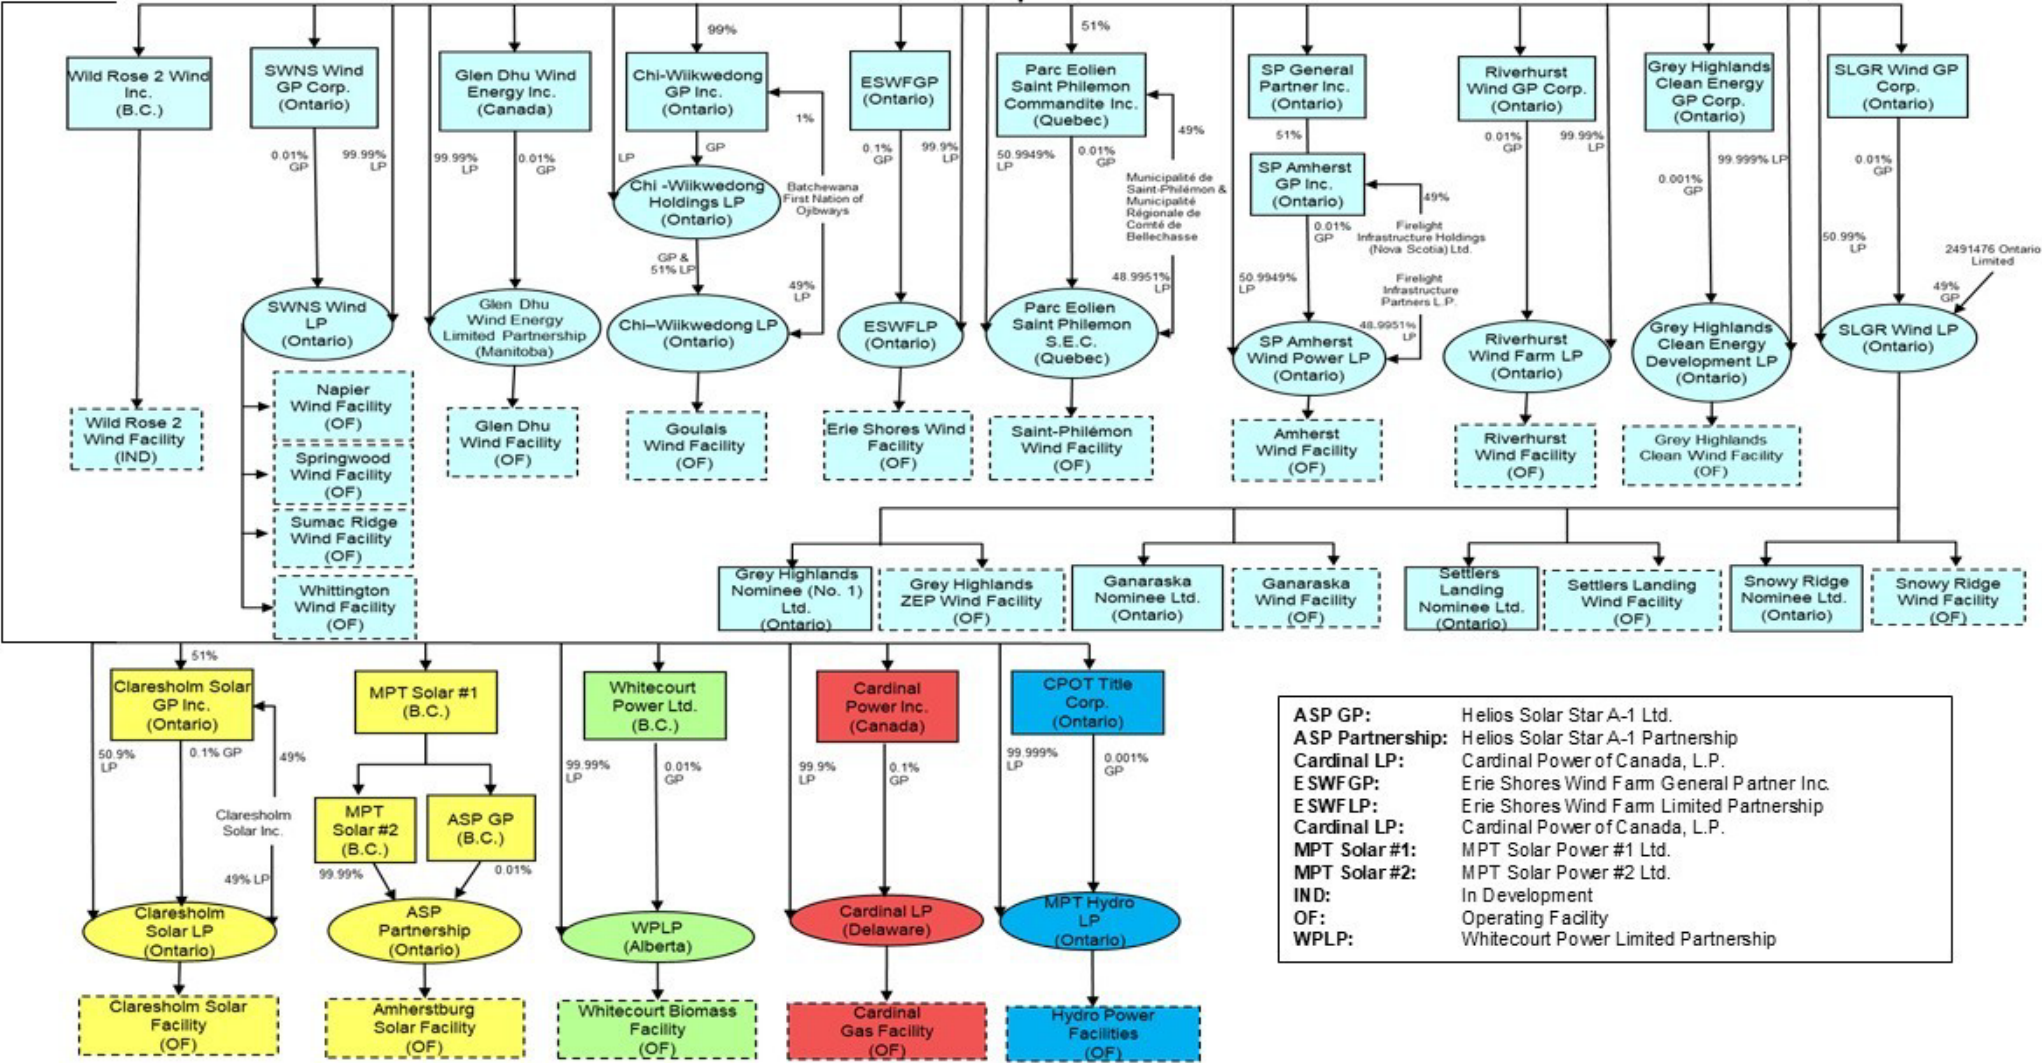 99%
51%
Wild Rose 2 Wind
Inc.
(B.C.)
SWNS Wind
GP Corp.
(Ontario)
Glen Dhu Wind
Energy Inc.
(Canada)
Chi-Wiikwedong
GP Inc.
(Ontario)
ESWFGP
(Ontario)
Parc Eolien
Saint Philemon
Commandite Inc.
(Quebec)
SP General
Partner Inc.
(Ontario)
Riverhurst
Wind GP Corp.
(Ontario)
Grey Highlands
Clean Energy
GP Corp.
(Ontario)
SLGR Wind GP
Corp.
(Ontario)
0.01%
GP
99.99%
LP
99.99%
LP
0.01%
GP
LP
GP
1%
0.1%
GP
99.9%
LP
50.9949%
LP
0.01%
GP
49%
51%
0.01%
GP
99.99%
LP
99.999% LP
0.001%
GP
0.01%
GP
Chi -Wiikwedong
Holdings LP
(Ontario)
Batchewana
First Nation of
Ojibways
Municipalité de
Saint-Philémon &
Municipalité
Régionale de
Comté de
Bellechasse
SP Amherst
GP Inc.
(Ontario)
49%
Firelight
Infrastructure Holdings
(Nova Scotia) Ltd.
0.01%
GP
50.99%
LP
2491476 Ontario
Limited
49%
GP
GP &
51% LP
49%
LP
48.9951%
LP
50.9949%
LP
Firelight
Infrastructure
Partners L.P.
48.9951%
LP
SWNS Wind
LP
(Ontario)
Glen Dhu
Wind Energy
Limited Partnership
(Manitoba)
Chi–Wiikwedong LP
(Ontario)
ESWFLP
(Ontario)
Parc Eolien
Saint Philemon
S.E.C.
(Quebec)
SP Amherst
Wind Power LP
(Ontario)
Riverhurst
Wind Farm LP
(Ontario)
Grey Highlands
Clean Energy
Development LP
(Ontario)
SLGR Wind LP
(Ontario)
Wild Rose 2
Wind Facility
(IND)
Napier
Wind Facility
(OF)
Springwood
Wind Facility
(OF)
Sumac Ridge
Wind Facility
(OF)
Whittington
Wind Facility
(OF)
Glen Dhu
Wind Facility
(OF)
Goulais
Wind Facility
(OF)
Erie Shores Wind
Facility
(OF)
Saint-Philémon
Wind Facility
(OF)
Amherst
Wind Facility
(OF)
Riverhurst
Wind Facility
(OF)
Grey Highlands
Clean Wind Facility
(OF)
Grey Highlands
Nominee (No. 1)
Ltd.
(Ontario)
Grey Highlands
ZEP Wind Facility
(OF)
Ganaraska
Nominee Ltd.
(Ontario)
Ganaraska
Wind Facility
(OF)
Settlers
Landing
Nominee Ltd.
(Ontario)
Settlers Landing
Wind Facility
(OF)
Snowy Ridge
Nominee Ltd.
(Ontario)
Snowy Ridge
Wind Facility
(OF)
51%
Claresholm Solar
GP Inc.
(Ontario)
MPT Solar #1
(B.C.)
Whitecourt
Power Ltd.
(B.C.)
Cardinal
Power Inc.
(Canada)
CPOT Title
Corp.
(Ontario)
50.9%
LP
0.1% GP
49%
99.99%
LP
0.01%
GP
99.9%
LP
0.1%
GP
99.999%
LP
0.001%
GP
Claresholm
Solar Inc.
49% LP
MPT
Solar #2
(B.C.)
ASP GP
(B.C.)
99.99%
0.01%
Claresholm
Solar LP
(Ontario)
ASP
Partnership
(Ontario)
WPLP
(Alberta)
Cardinal LP
(Delaware)
MPT Hydro
LP
(Ontario)
Claresholm Solar
Facility
(OF)
Amherstburg
Solar Facility
(OF)
Whitecourt Biomass
Facility
(OF)
Cardinal
Gas Facility
(OF)
Hydro Power
Facilities
(OF)
ASP GP: Helios Solar Star A-1 Ltd.
ASP Partnership: Helios Solar Star A-1 Partnership
Cardinal LP: Cardinal Power of Canada, L.P.
ESWFGP: Erie Shores Wind Farm General Partner Inc.
ESWFLP: Erie Shores Wind Farm Limited Partnership
Cardinal LP: Cardinal Power of Canada, L.P.
MPT Solar #1: MPT Solar Power #1 Ltd.
MPT Solar #2: MPT Solar Power #2 Ltd.
IND: In Development
OF: Operating Facility
WPLP: Whitecourt Power Limited Partnership